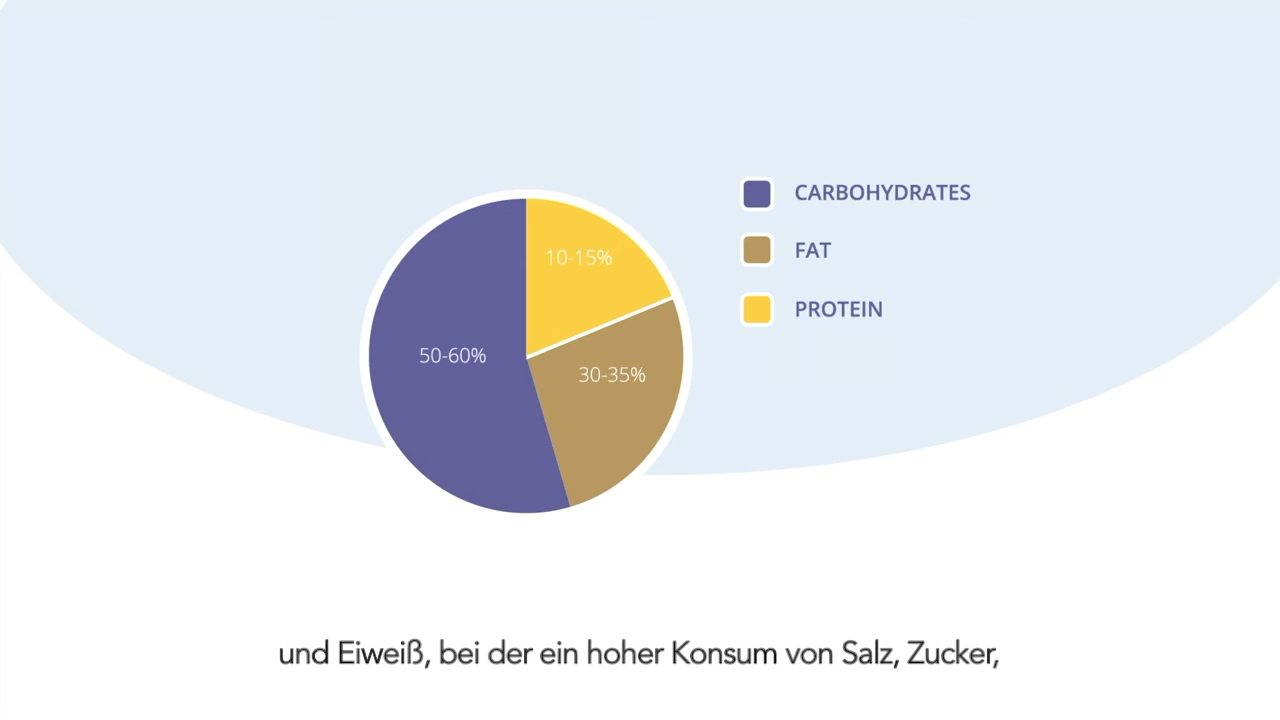 CARBOHYDRATES
FAT
PROTEIN
10-15%
50-60%
30-35%
und Eiweiß, bei der ein hoher Konsum von Salz, Zucker,